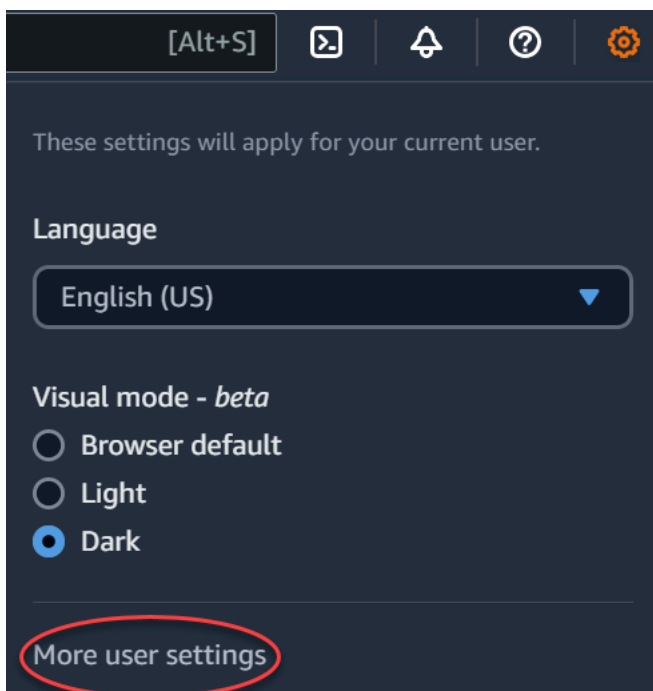 [Alt+S]
These settings will apply for your current user.
Language
English (US)
Visual mode - beta
Browser default
Light
Dark
More user settings